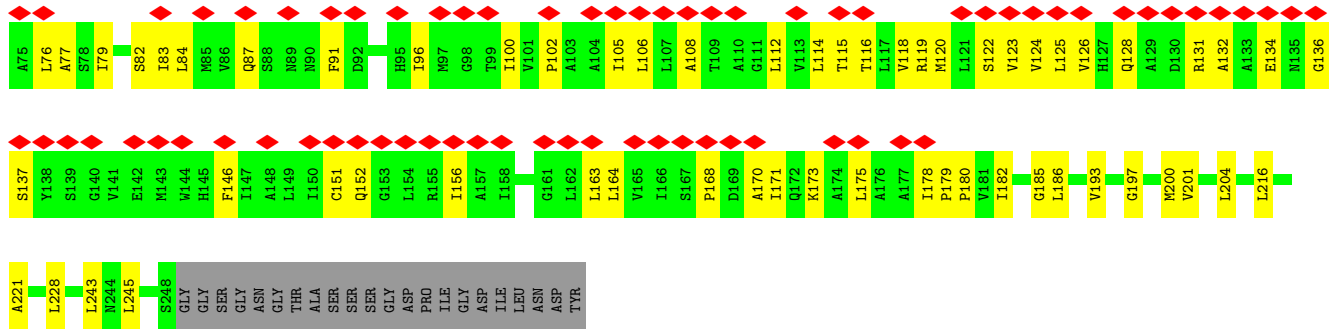 A75 L76 A77 S78 I79 S82 I83 L84 M85 V86 Q87 S88 N89 N90 F91 D92 H95 I96 M97 G98 T99 I100 V101 P102 A103 A104 I105 L106 L107 A108 T109 A110 G111 L112 V113 L114 T115 T116 L117 V118 R119 M120 L121 S122 V123 V124 L125 V126 H127 Q128 A129 D130 R131 A132 A133 E134 N135 G136
S137 Y138 S139 G140 V141 E142 M143 W144 H145 F146 I147 A148 L149 I150 C151 Q152 G153 L154 R155 I156 A157 I158 G161 L162 L163 L164 V165 I166 S167 P168 D169 A170 I171 Q172 K173 A174 L175 A176 A177 I178 P179 P180 V181 I182 G185 L186 V193 G197 M200 V201 L204 L216
A221 L228 L243 N244 L245 S248 GLY GLY SER GLY ASN GLY THR ALA SER SER SER GLY ASP PRO ILE GLY ASP ILE LEU ASN ASP TYR